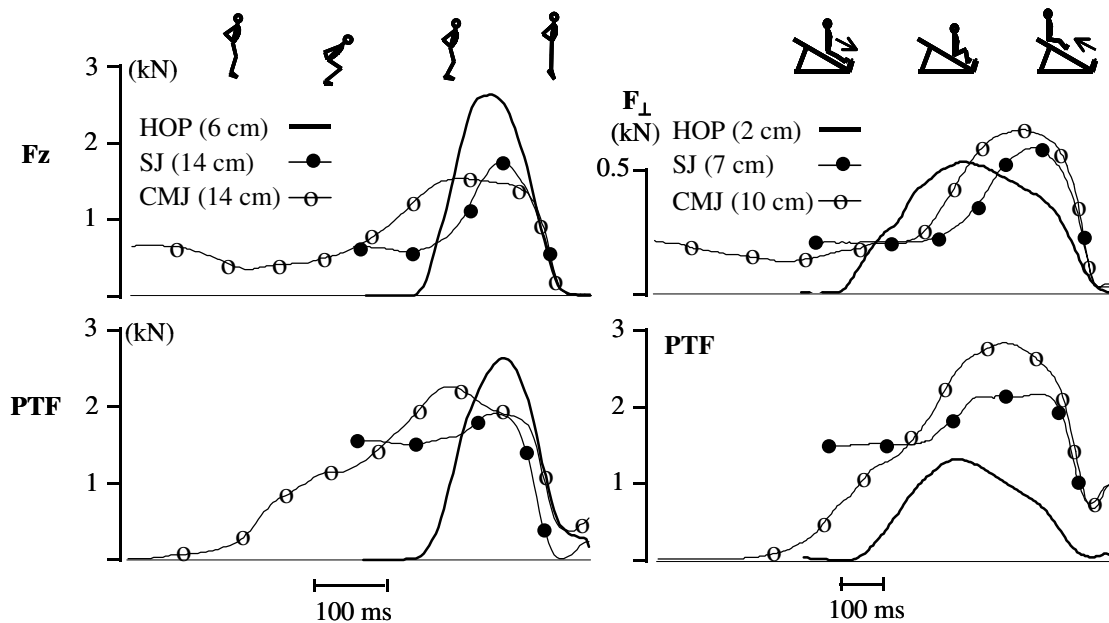 3 (kN)
HOP (6 cm)
SJ (14 cm)
CMJ (14 cm)
Fz
2
1
F⊥
(kN)
0.5
HOP (2 cm)
SJ (7 cm)
CMJ (10 cm)
3 (kN)
PTF
2
1
100 ms
3
PTF
2
1
100 ms